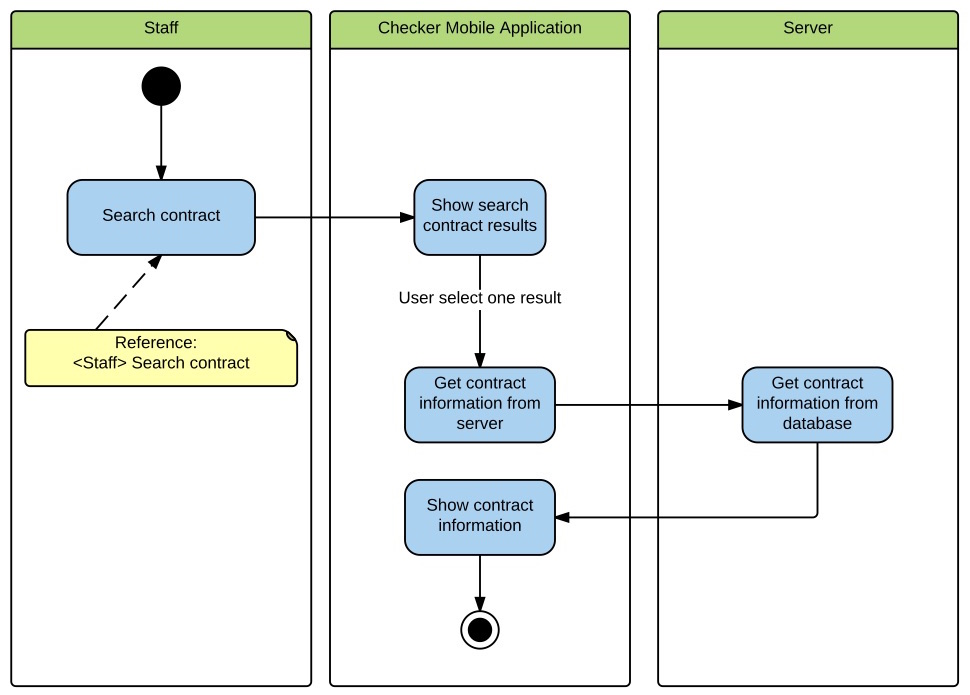 Staff
Checker Mobile Application
Server
Search contract
Show search
contract results
User select one result
Reference:
<Staff> Search contract
Get contract
information from
server
Get contract
information from
database
Show contract
information